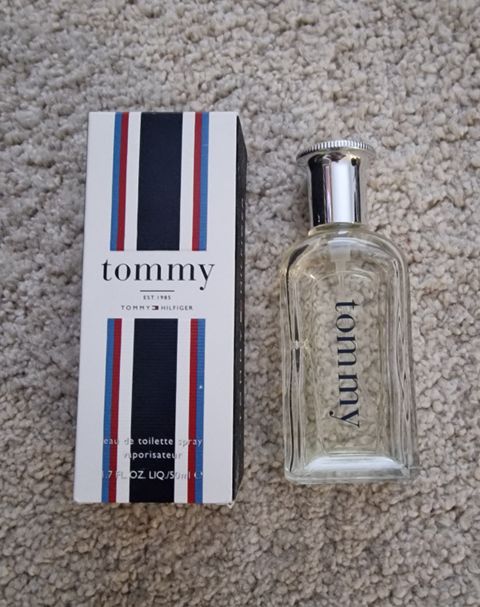 tommy
EST. 1985
TOMMY HILFIGER
eau de toilette spray
vaporisateur
1.7 FL.OZ. LIQ./50 ml e
tommy